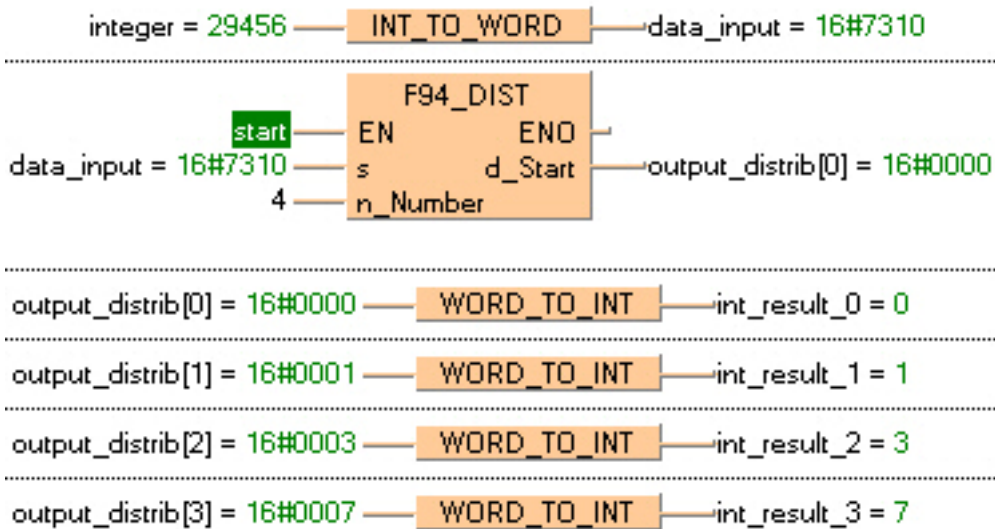 integer = 29456 INT_TO_WORD data_input = 16#7310
F94_DIST
start EN ENO
data_input = 16#7310 s d_Start output_distrib[0] = 16#0000
4 n_Number
output_distrib[0] = 16#0000 WORD_TO_INT int_result_0 = 0
output_distrib[1] = 16#0001 WORD_TO_INT int_result_1 = 1
output_distrib[2] = 16#0003 WORD_TO_INT int_result_2 = 3
output_distrib[3] = 16#0007 WORD_TO_INT int_result_3 = 7